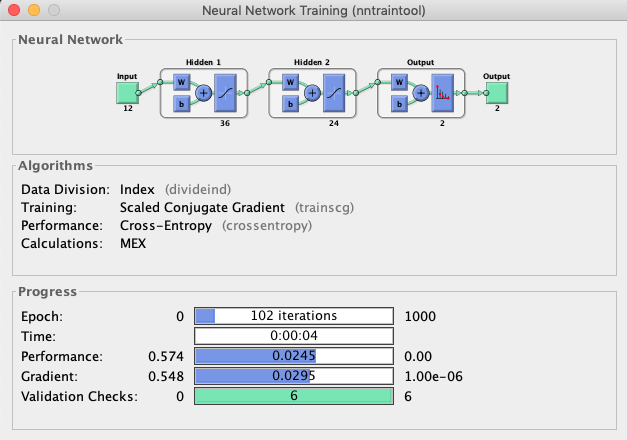 Neural Network Training (nntraintool)
Neural Network
Hidden 1 Hidden 2 Output
Input Output
W W W
+ + +
b b b
12 2
36 24 2
Algorithms
Data Division: Index (divideind)
Training: Scaled Conjugate Gradient (trainscg)
Performance: Cross-Entropy (crossentropy)
Calculations: MEX
Progress
Epoch: 0 102 iterations 1000
Time: 0:00:04
Performance: 0.574 0.0245 0.00
Gradient: 0.548 0.0295 1.00e-06
Validation Checks: 0 6 6